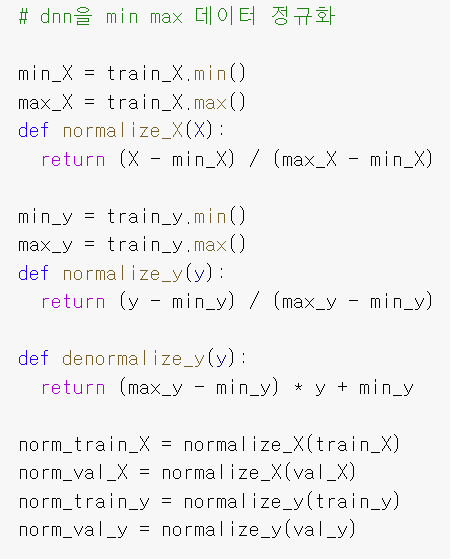 # dnn을 min max 데이터 정규화
min_X = train_X.min()
max_X = train_X.max()
def normalize_X(X):
  return (X - min_X) / (max_X - min_X)
min_y = train_y.min()
max_y = train_y.max()
def normalize_y(y):
  return (y - min_y) / (max_y - min_y)
def denormalize_y(y):
  return (max_y - min_y) * y + min_y
norm_train_X = normalize_X(train_X)
norm_val_X = normalize_X(val_X)
norm_train_y = normalize_y(train_y)
norm_val_y = normalize_y(val_y)